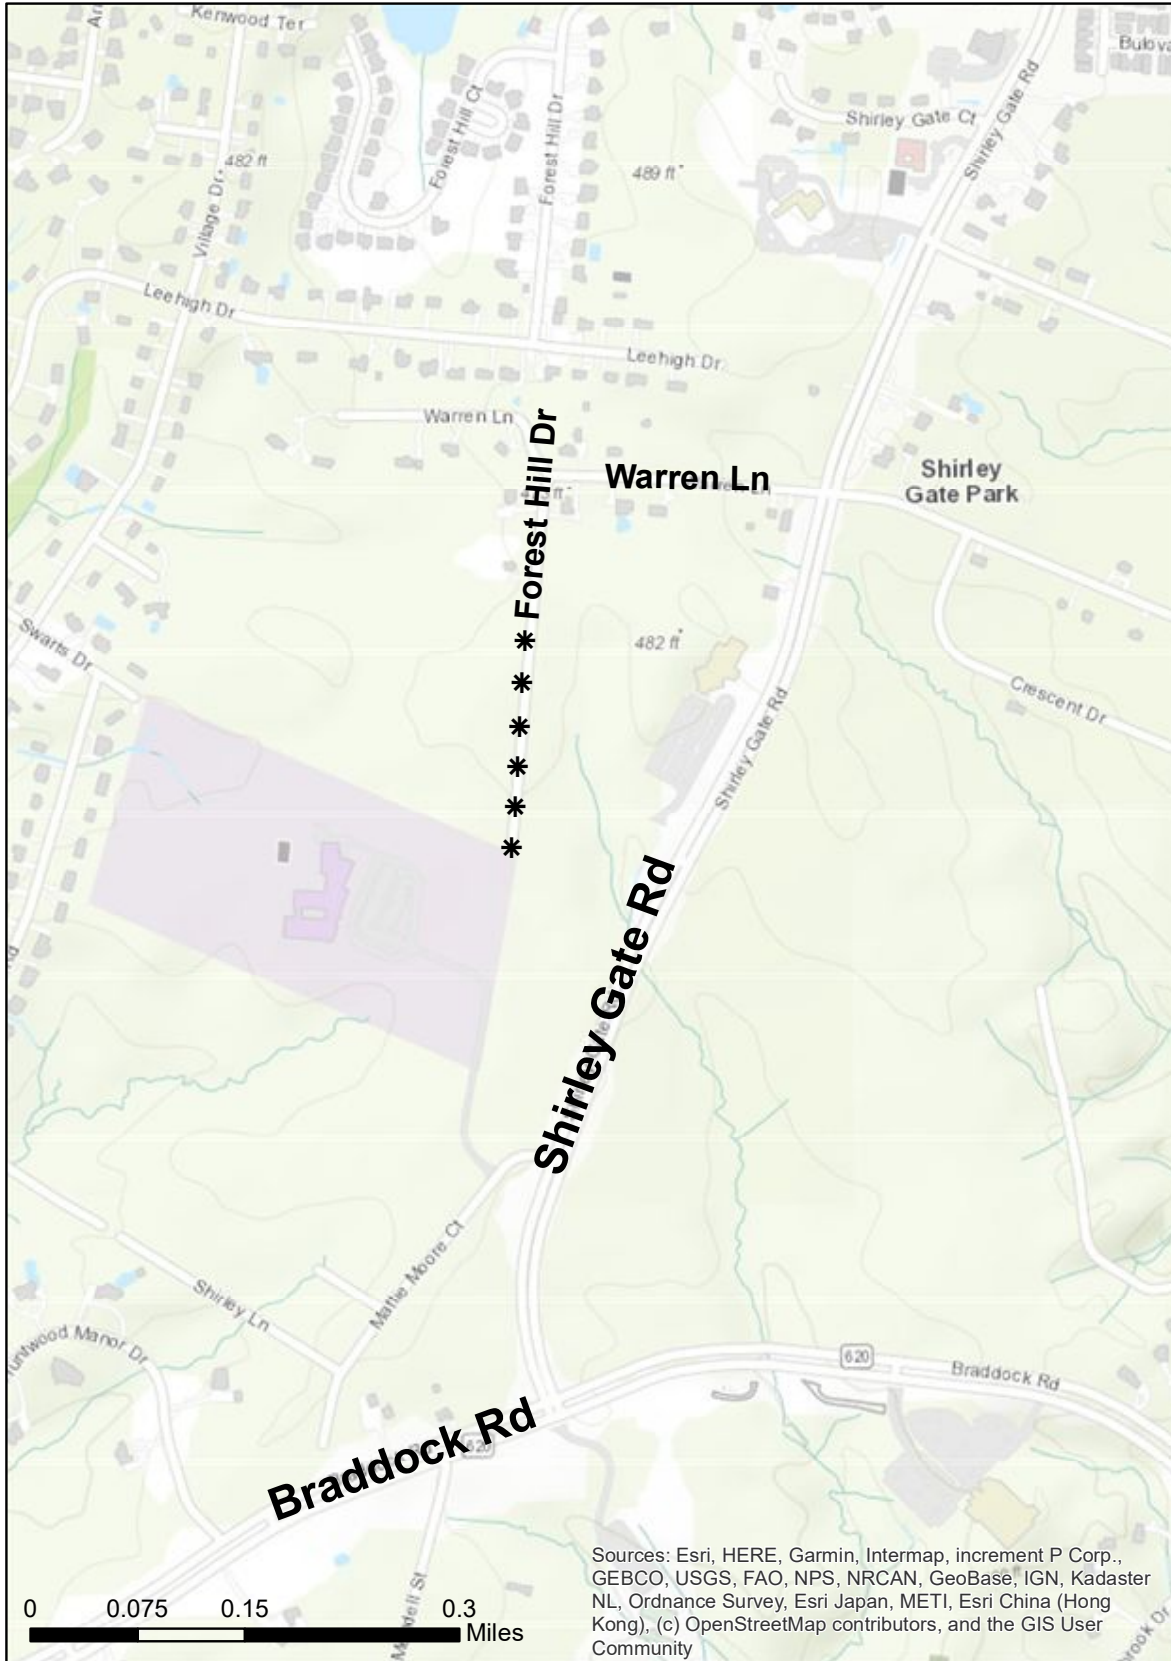 Kenwood Ter
Bulova
Shirley Gate Ct
Shirley Gate Rd
Forest Hill Ct
Forest Hill Dr
482 ft
489 ft
Village Dr
Leehigh Dr
Leehigh Dr
Warren Ln
Forest Hill Dr
Warren Ln
Shirley
Gate Park
Swarts Dr
482 ft
Crescent Dr
Shirley Gate Rd
Shirley Gate Rd
Mattie Moore Ct
Shirley Ln
untwood Manor Dr
620
Braddock Rd
Braddock Rd
620
Sources: Esri, HERE, Garmin, Intermap, increment P Corp.,
GEBCO, USGS, FAO, NPS, NRCAN, GeoBase, IGN, Kadaster
NL, Ordnance Survey, Esri Japan, METI, Esri China (Hong
Kong), (c) OpenStreetMap contributors, and the GIS User
Community
0 0.075 0.15 0.3
Miles